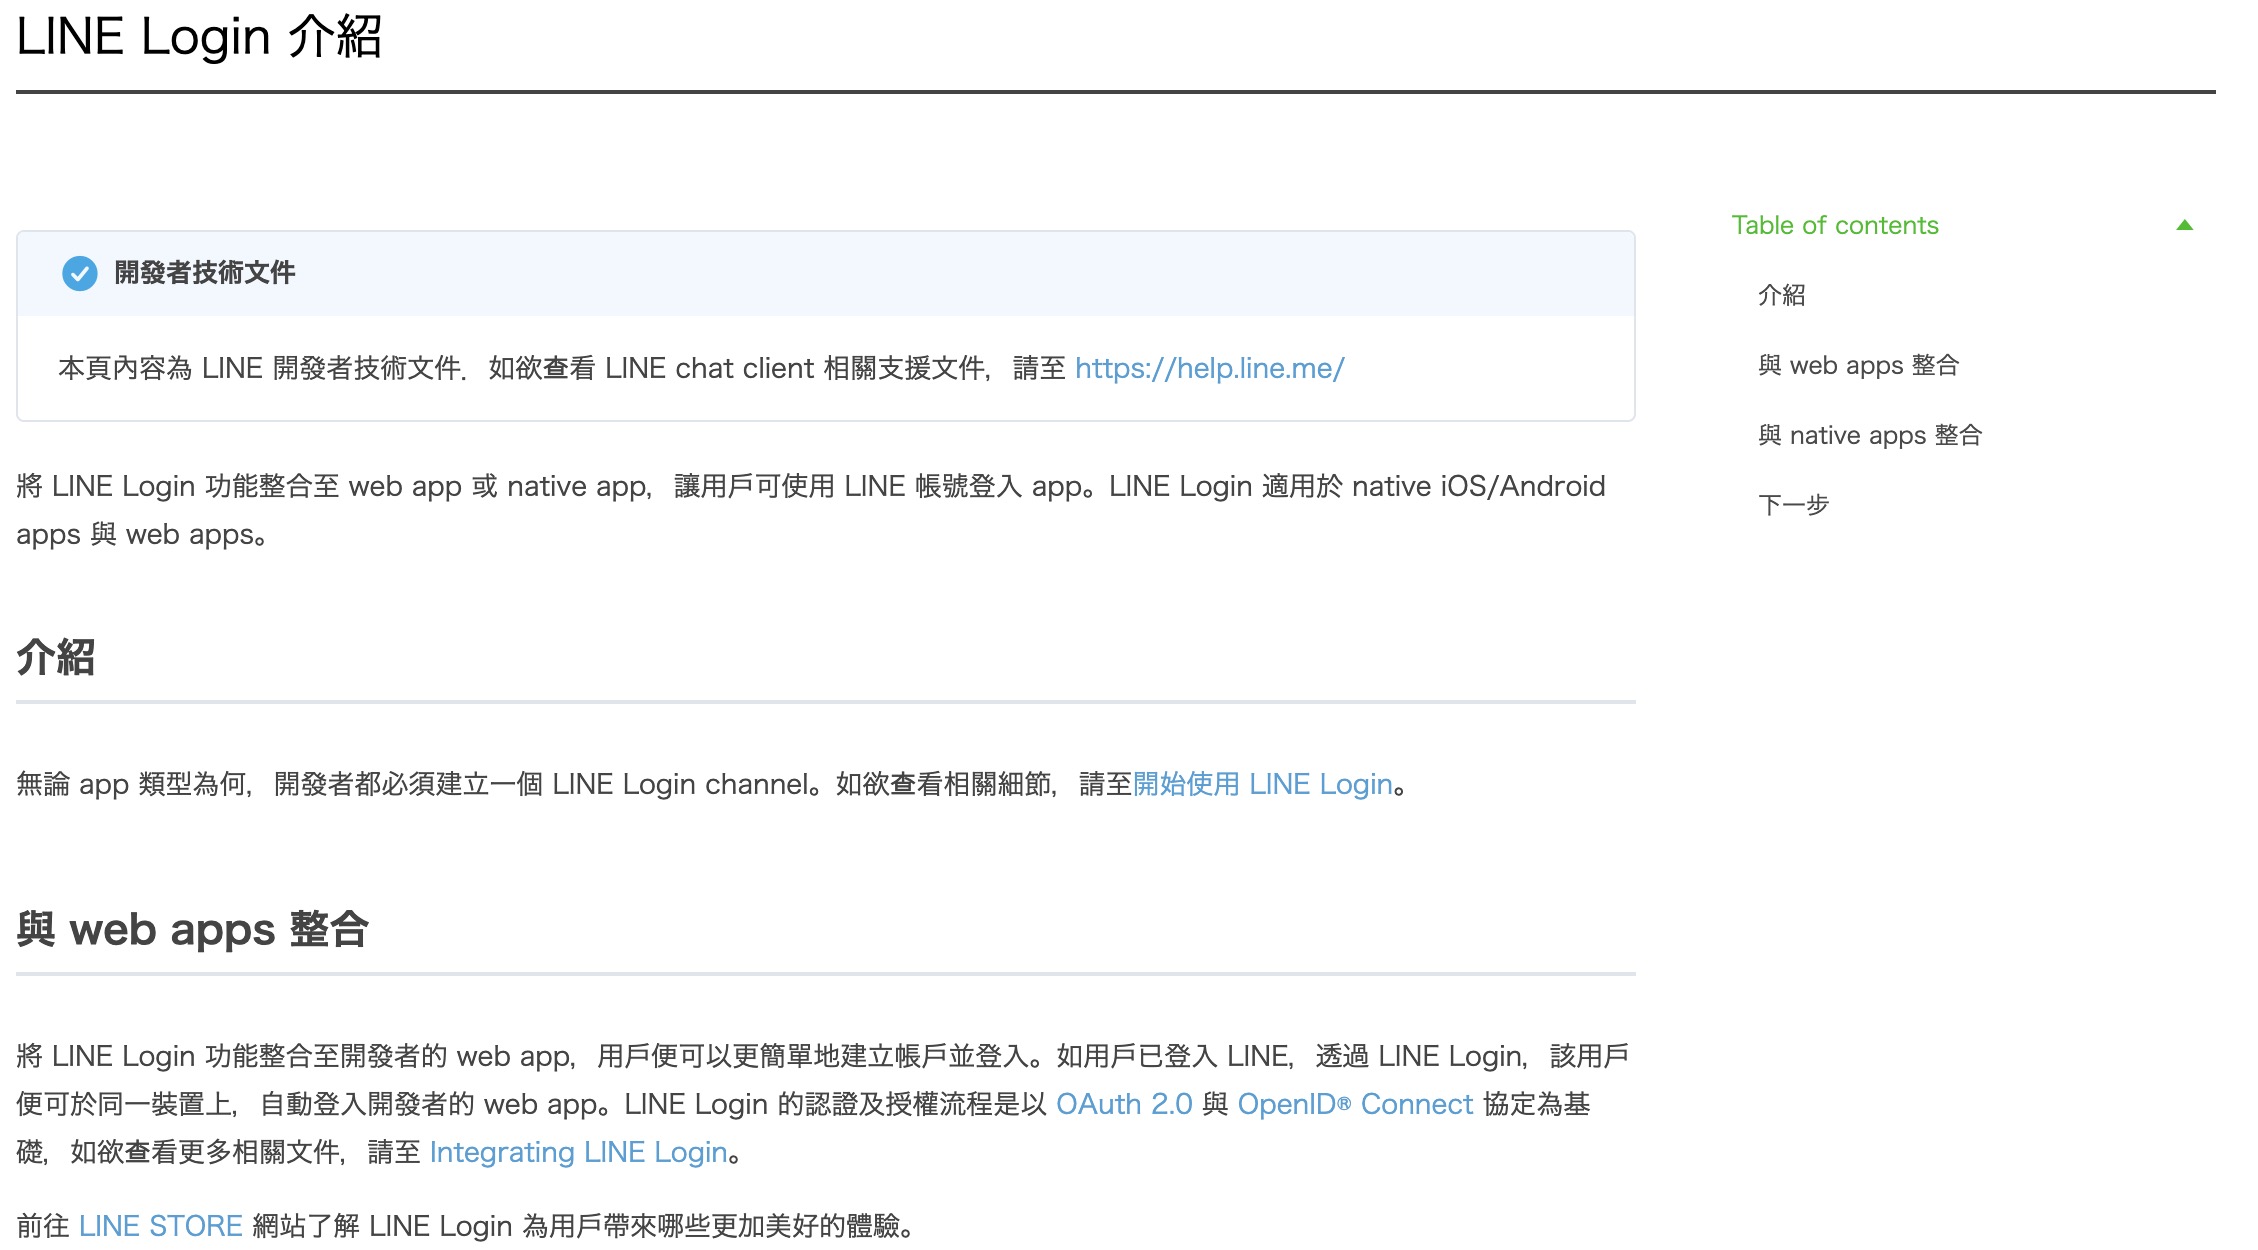 LINE Login 介紹
開發者技術文件
本頁內容為 LINE 開發者技術文件．如欲查看 LINE chat client 相關支援文件，請至 https://help.line.me/
將 LINE Login 功能整合至 web app 或 native app，讓用戶可使用 LINE 帳號登入 app。LINE Login 適用於 native iOS/Android
apps 與 web apps。
介紹
無論 app 類型為何，開發者都必須建立一個 LINE Login channel。如欲查看相關細節，請至開始使用 LINE Login。
與 web apps 整合
將 LINE Login 功能整合至開發者的 web app，用戶便可以更簡單地建立帳戶並登入。如用戶已登入 LINE，透過 LINE Login，該用戶
便可於同一裝置上，自動登入開發者的 web app。LINE Login 的認證及授權流程是以 OAuth 2.0 與 OpenID® Connect 協定為基
礎，如欲查看更多相關文件，請至 Integrating LINE Login。
前往 LINE STORE 網站了解 LINE Login 為用戶帶來哪些更加美好的體驗。
Table of contents
介紹
與 web apps 整合
與 native apps 整合
下一步